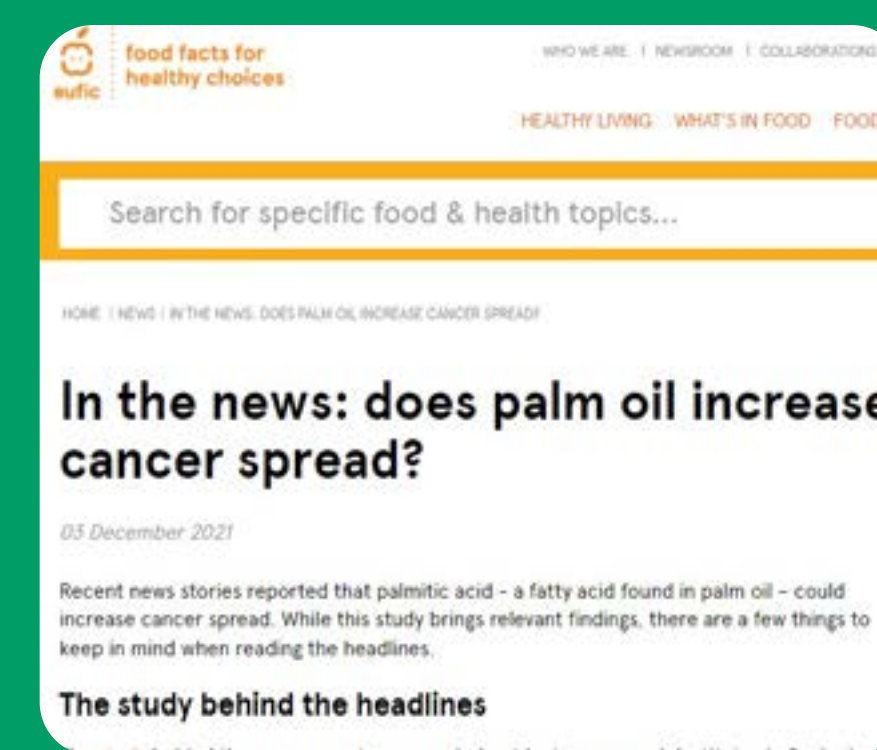 food facts for
healthy choices
eufic
WHO WE ARE | NEWSROOM | COLLABORATIONS
HEALTHY LIVING WHAT'S IN FOOD FOOD
Search for specific food & health topics...
HOME | NEWS | IN THE NEWS: DOES PALM OIL INCREASE CANCER SPREAD?
In the news: does palm oil increase
cancer spread?
03 December 2021
Recent news stories reported that palmitic acid - a fatty acid found in palm oil – could
increase cancer spread. While this study brings relevant findings, there are a few things to
keep in mind when reading the headlines.
The study behind the headlines